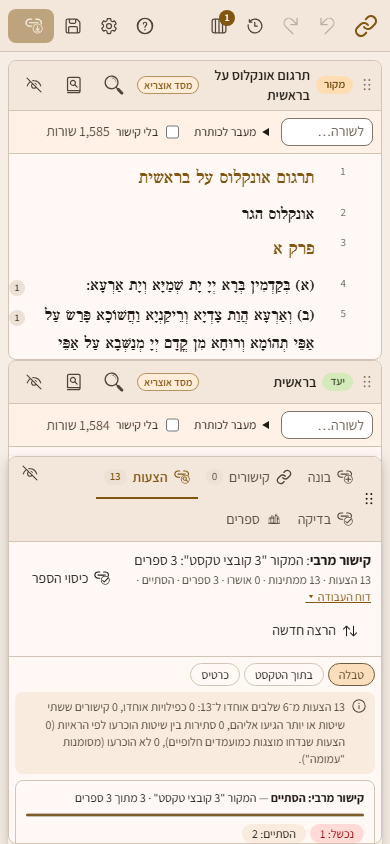 1
מקור
תרגום אונקלוס על בראשית
מסד אוצריא
לשורה...
◀ מעבר לכותרת
בלי קישור
1,585 שורות
1 תרגום אונקלוס על בראשית
2 אונקלוס הגר
3 פרק א
4 (א) בְּקַדְמִין בְּרָא יְיָ יָת שְׁמַיָּא וְיָת אַרְעָא: 1
5 (ב) וְאַרְעָא הֲוַת צָדְיָא וְרֵיקַנְיָא וַחֲשׁוֹכָא פָּרַשׂ עַל 1
אַפֵּי תְהוֹמָא וְרוּחָא מִן קֳדָם יְיָ מְנַשְּׁבָא עַל אַפֵּי
יעד
בראשית
מסד אוצריא
לשורה...
◀ מעבר לכותרת
בלי קישור
1,584 שורות
בונה
קישורים 0
הצעות 13
בדיקה
ספרים
קישור מרבי: המקור "3 קובצי טקסט": 3 ספרים
13 הצעות · 13 ממתינות · 0 אושרו · 3 ספרים · הסתיים ·
דוח העבודה
כיסוי הספר
הרצה חדשה
טבלה
בתוך הטקסט
כרטיס
13 הצעות מ־6 שלבים אוחדו ל־13: 0 כפילויות אוחדו, 0 קישורים ששתי
שיטות או יותר הגיעו אליהם, 0 סתירות בין שיטות הוכרעו לפי הראיות (0
הצעות שנדחו מוצגות כמועמדים חלופיים), 0 לא הוכרעו (מסומנות
"עמומה").
קישור מרבי: הסתיים — המקור "3 קובצי טקסט" · 3 מתוך 3 ספרים
נכשל: 1
הסתיים: 2